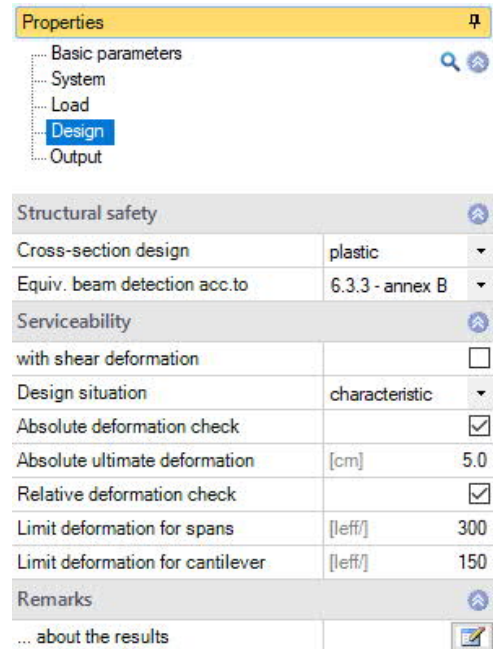 Properties
Basic parameters
System
Load
Design
Output
Structural safety
Cross-section design plastic
Equiv. beam detection acc.to 6.3.3 - annex B
Serviceability
with shear deformation
Design situation characteristic
Absolute deformation check
Absolute ultimate deformation [cm] 5.0
Relative deformation check
Limit deformation for spans [leff/] 300
Limit deformation for cantilever [leff/] 150
Remarks
... about the results